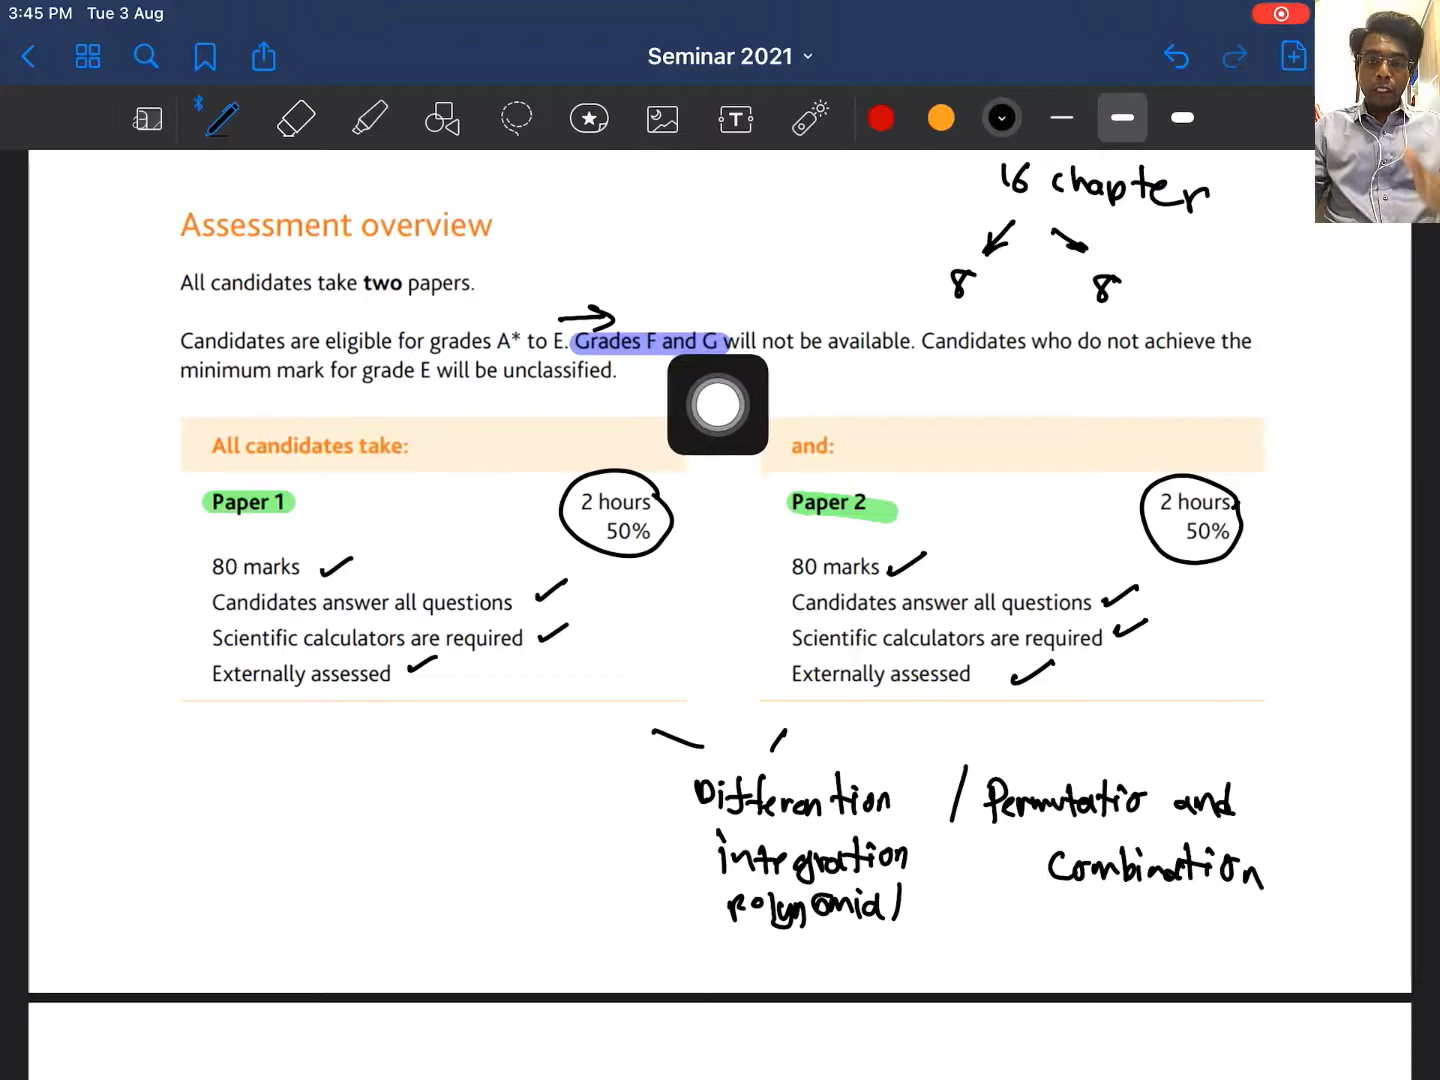 3:45 PM Tue 3 Aug
Seminar 2021
T
16 chapter
8 8
Assessment overview
All candidates take two papers.
Candidates are eligible for grades A* to E. Grades F and G will not be available. Candidates who do not achieve the
minimum mark for grade E will be unclassified.
All candidates take:
and:
Paper 1
2 hours
50%
80 marks
Candidates answer all questions
Scientific calculators are required
Externally assessed
Paper 2
2 hours
50%
80 marks
Candidates answer all questions
Scientific calculators are required
Externally assessed
Differention / Permutatio and
integration combination
polynomial